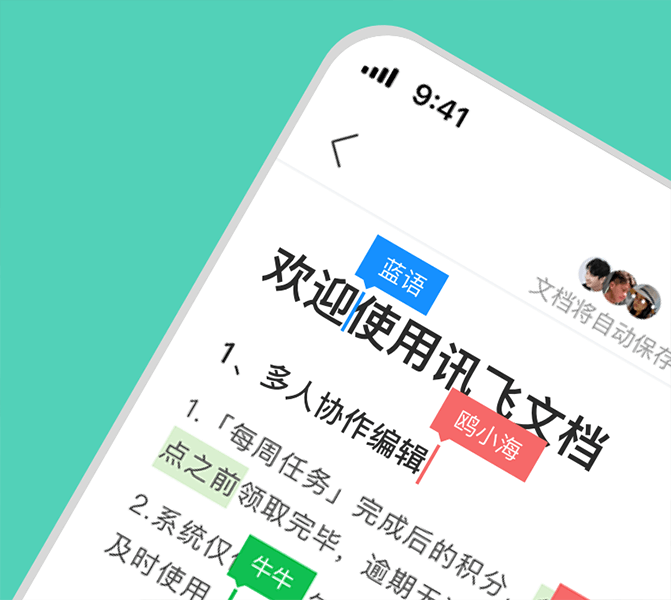 9:41
文档将自动保存
蓝语
欢迎使用讯飞文档
鸥小海
1、多人协作编辑
1.「每周任务」完成后的积分,
点之前领取完毕,逾期无
2.系统仅
牛牛
及时使用